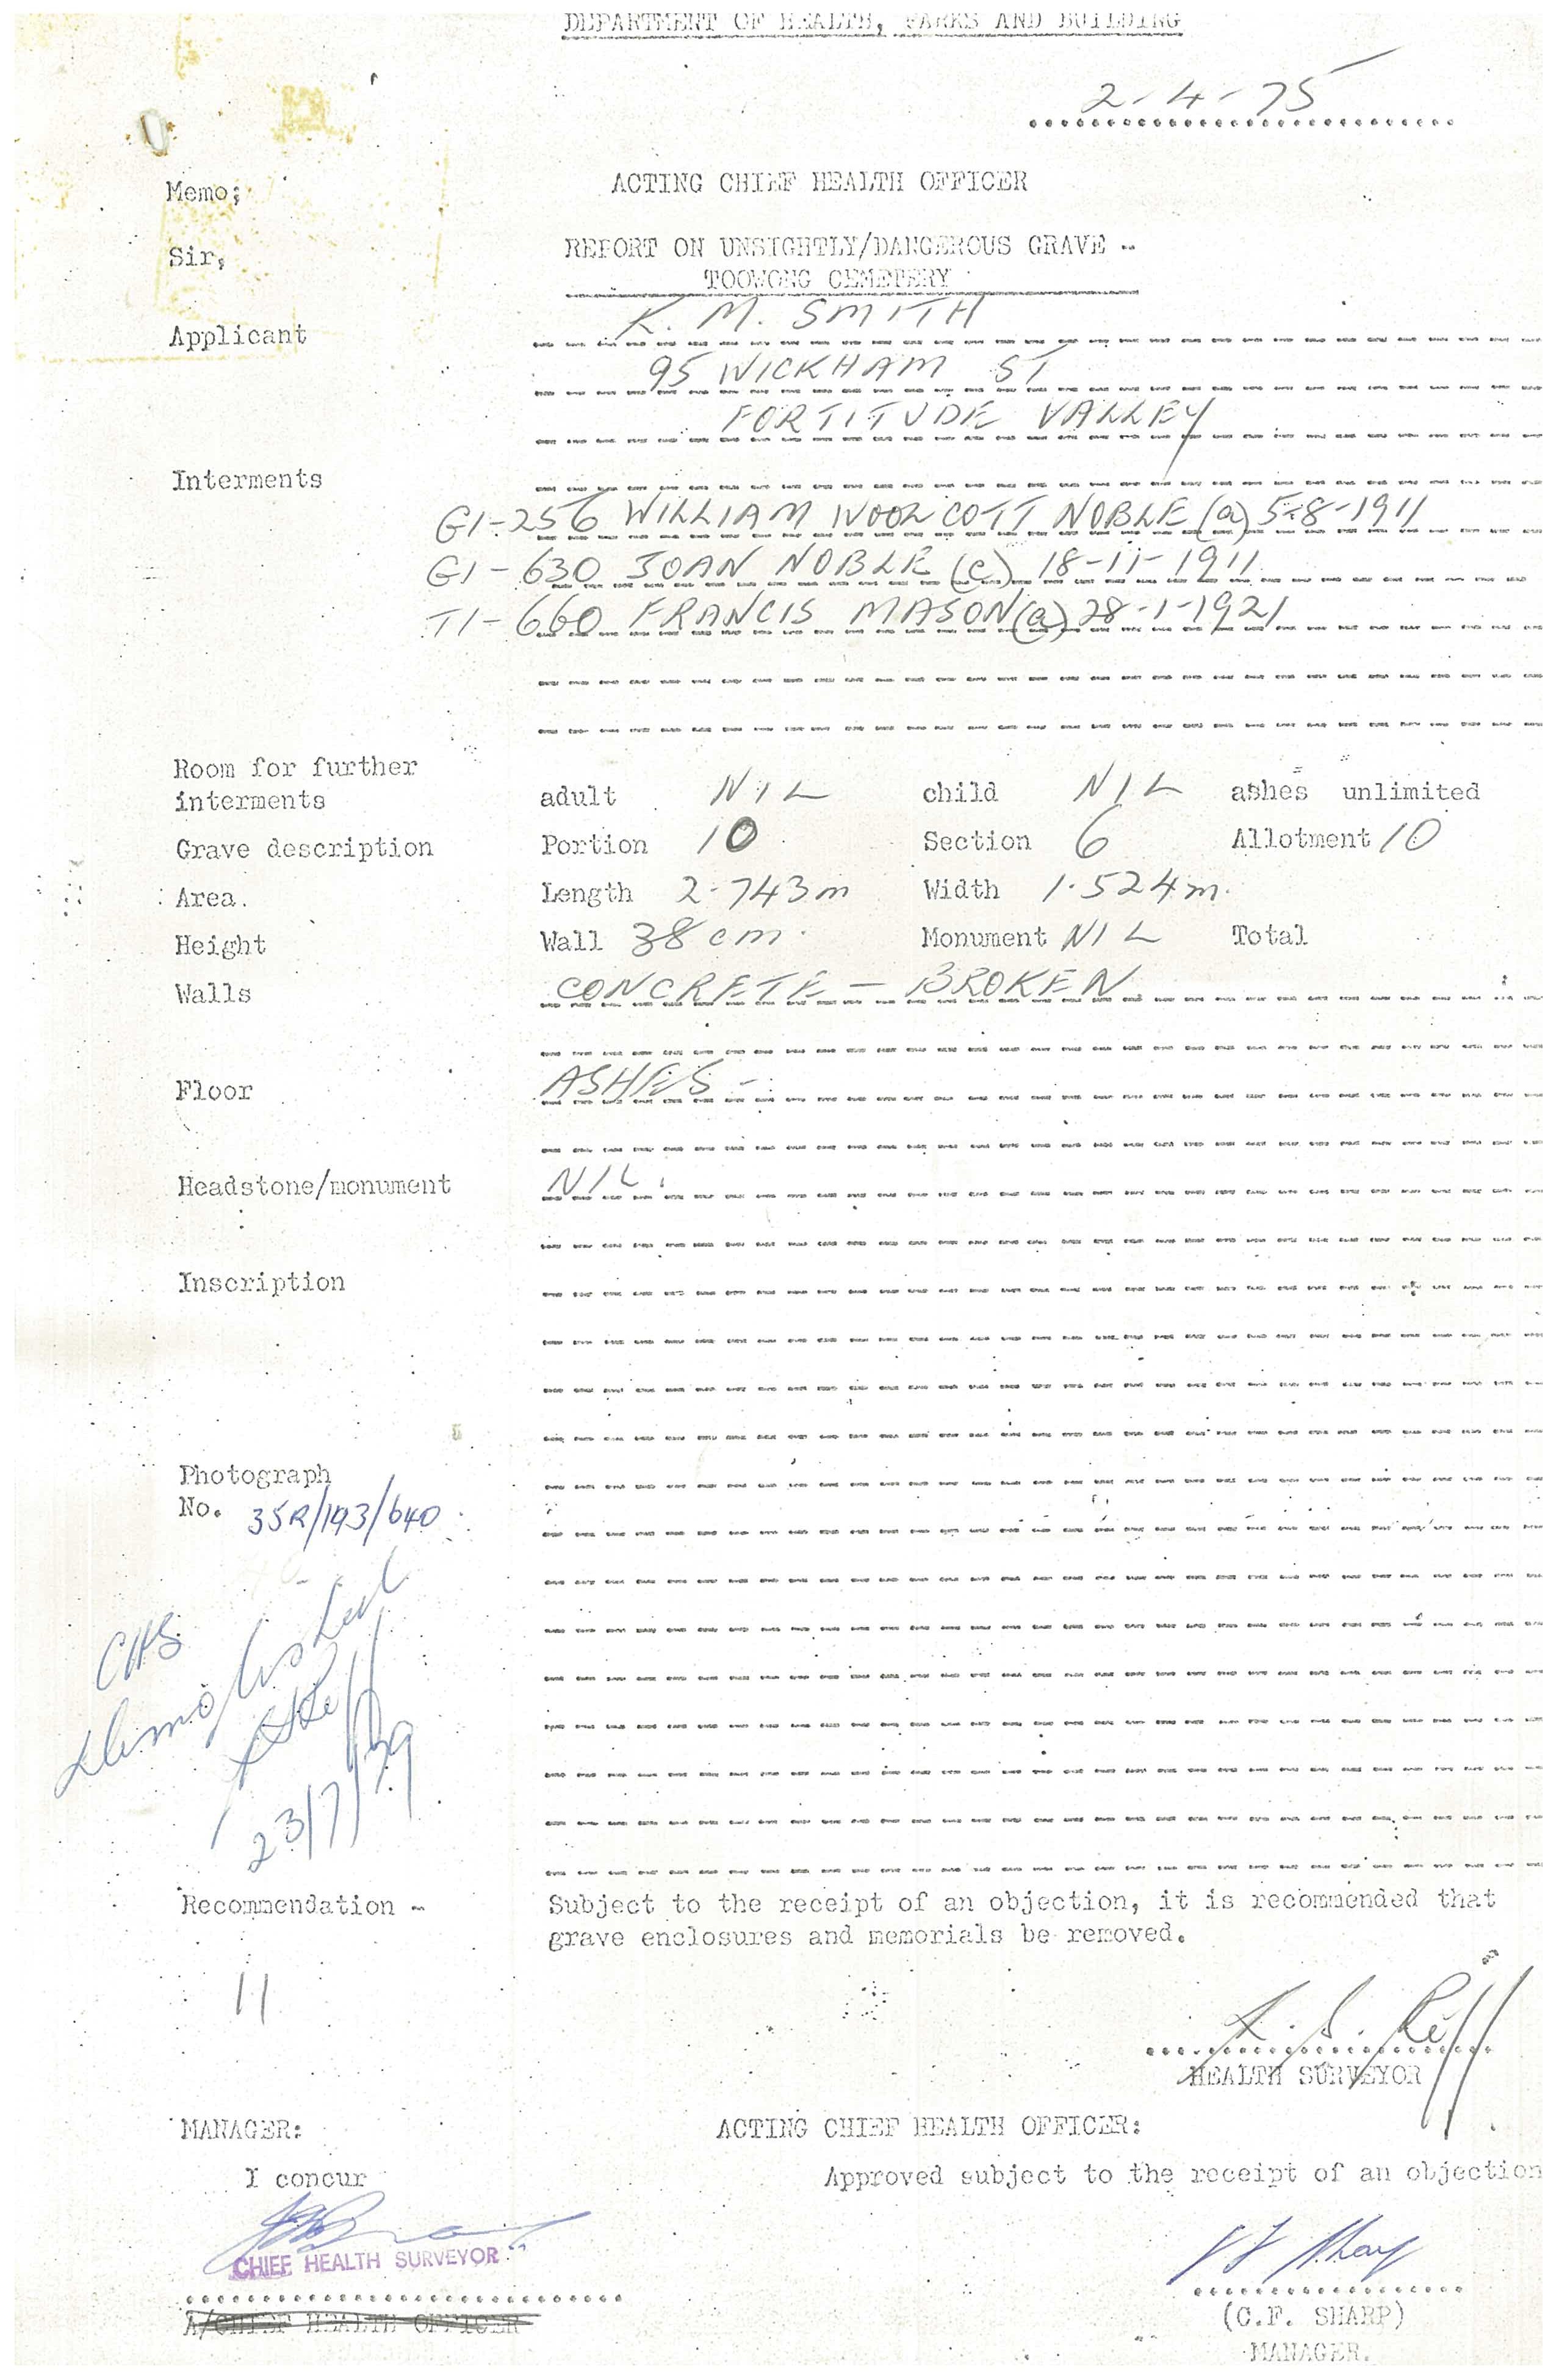 DEPARTMENT OF HEALTH, PARKS AND BUILDING
2-4-75
Memo; ACTING CHIEF HEALTH OFFICER
Sir, REPORT ON UNSIGHTLY/DANGEROUS GRAVE -
TOOWONG CEMETERY
Applicant K. M. SMITH
95 WICKHAM ST
FORTITUDE VALLEY
Interments
G1-256 WILLIAM WOOLCOTT NOBLE (a) 5-8-1911
G1-630 JOAN NOBLE (c) 18-11-1911
T1-660 FRANCIS MASON (a) 28-1-1921
Room for further
interments adult NIL child NIL ashes unlimited
Grave description Portion 10 Section 6 Allotment 10
Area. Length 2.743m Width 1.524m.
Height Wall 38cm. Monument NIL Total
Walls CONCRETE - BROKEN.
Floor ASHES -
Headstone/monument NIL.
Inscription
Photograph
No. 35R/193/640
CHS
Demolished
23/7/79
Recommendation - Subject to the receipt of an objection, it is recommended that
grave enclosures and memorials be removed.
11
HEALTH SURVEYOR
MANAGER: ACTING CHIEF HEALTH OFFICER:
I concur Approved subject to the receipt of an objection
CHIEF HEALTH SURVEYOR
A/CHIEF HEALTH OFFICER
(C.F. SHARP)
MANAGER.